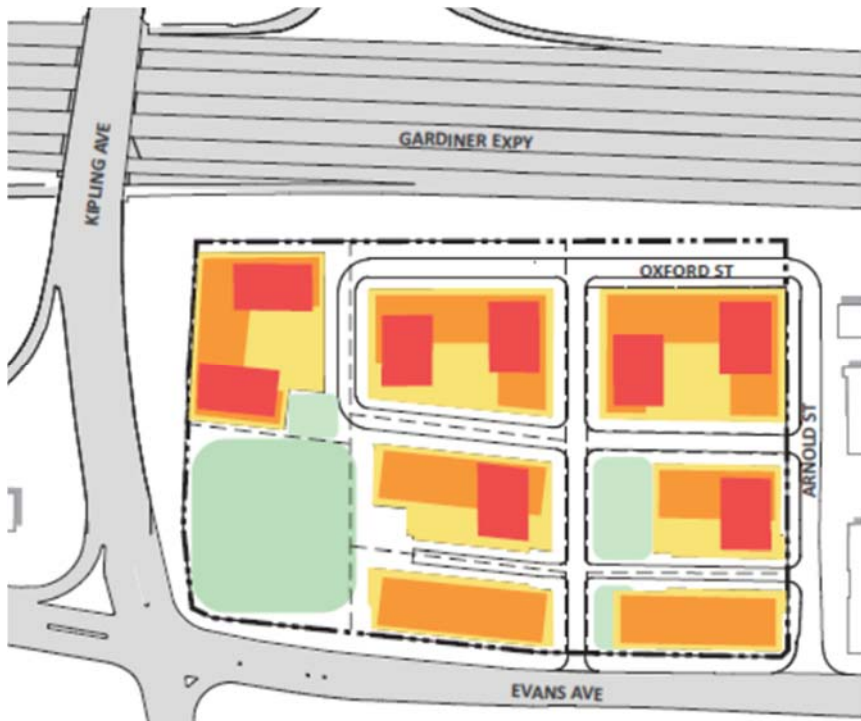 KIPLING AVE
GARDINER EXPY
OXFORD ST
ARNOLD ST
EVANS AVE